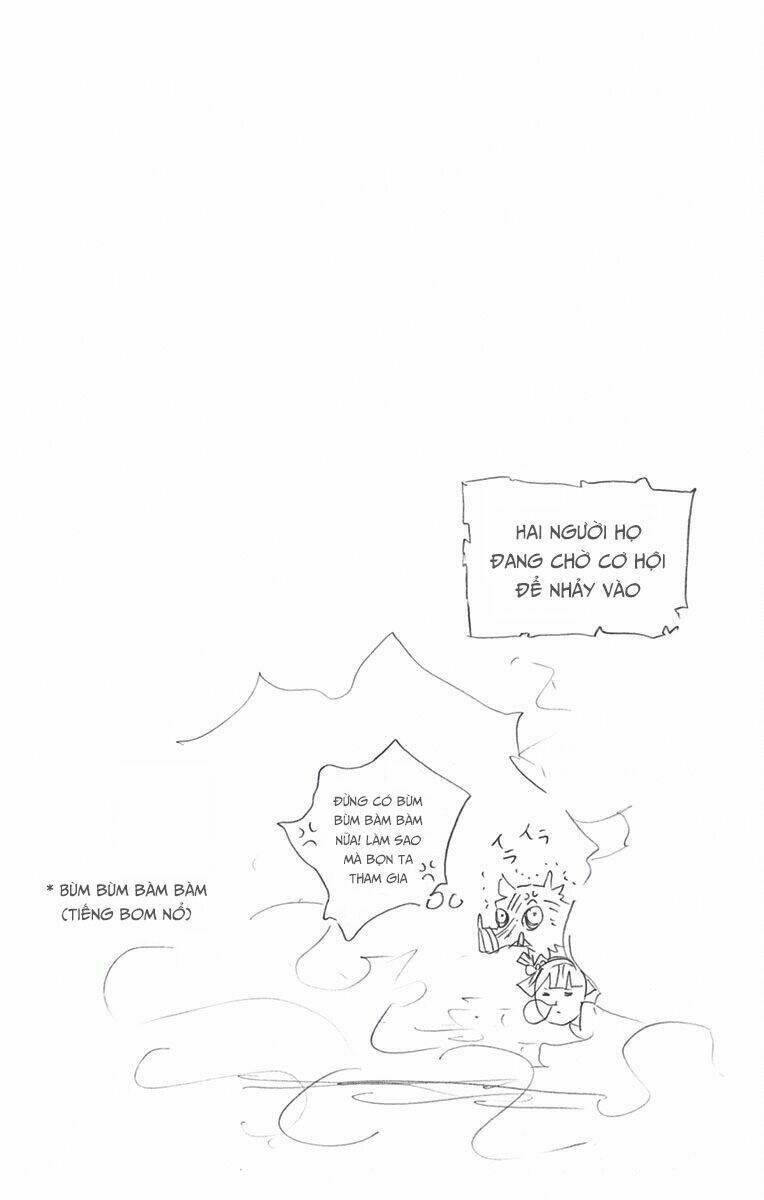 HAI NGƯỜI HỌ
ĐANG CHỜ CƠ HỘI
ĐỂ NHẢY VÀO
ĐỪNG CÓ BÙM
BÙM BÀM BÀM
NỮA! LÀM SAO
MÀ BỌN TA
THAM GIA
イライラ
* BÙM BÙM BÀM BÀM
(TIẾNG BOM NỔ)